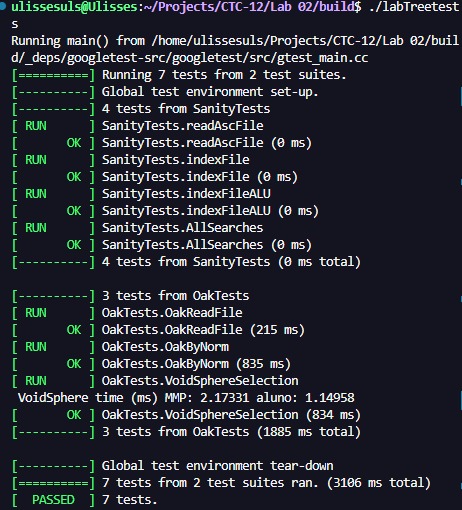 ulissesuls@Ulisses:~/Projects/CTC-12/Lab 02/build$ ./labTreetest
s
Running main() from /home/ulissesuls/Projects/CTC-12/Lab 02/buil
d/_deps/googletest-src/googletest/src/gtest_main.cc
[==========] Running 7 tests from 2 test suites.
[----------] Global test environment set-up.
[----------] 4 tests from SanityTests
[ RUN      ] SanityTests.readAscFile
[       OK ] SanityTests.readAscFile (0 ms)
[ RUN      ] SanityTests.indexFile
[       OK ] SanityTests.indexFile (0 ms)
[ RUN      ] SanityTests.indexFileALU
[       OK ] SanityTests.indexFileALU (0 ms)
[ RUN      ] SanityTests.AllSearches
[       OK ] SanityTests.AllSearches (0 ms)
[----------] 4 tests from SanityTests (0 ms total)

[----------] 3 tests from OakTests
[ RUN      ] OakTests.OakReadFile
[       OK ] OakTests.OakReadFile (215 ms)
[ RUN      ] OakTests.OakByNorm
[       OK ] OakTests.OakByNorm (835 ms)
[ RUN      ] OakTests.VoidSphereSelection
 VoidSphere time (ms) MMP: 2.17331 aluno: 1.14958
[       OK ] OakTests.VoidSphereSelection (834 ms)
[----------] 3 tests from OakTests (1885 ms total)

[----------] Global test environment tear-down
[==========] 7 tests from 2 test suites ran. (3106 ms total)
[  PASSED  ] 7 tests.